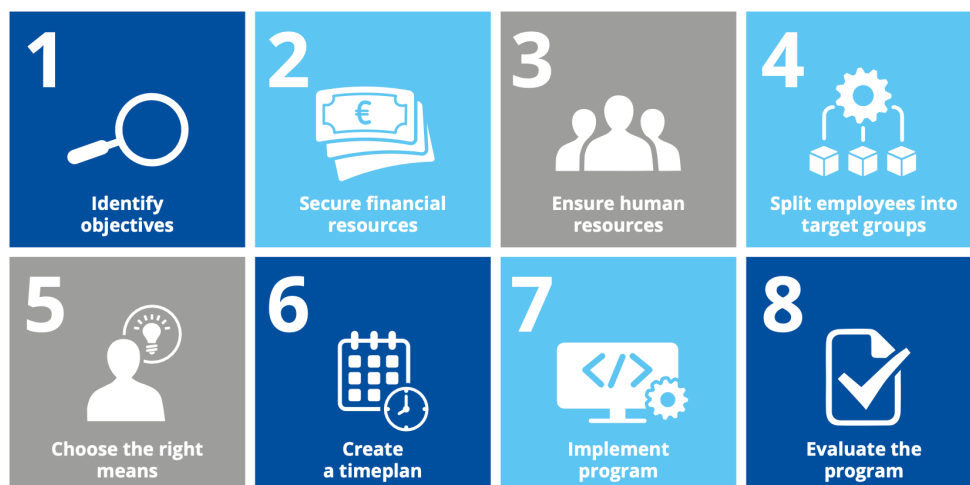 1
Identify
objectives
2
€
Secure financial
resources
3
Ensure human
resources
4
Split employees into
target groups
5
Choose the right
means
6
Create
a timeplan
7
</>
Implement
program
8
Evaluate the
program